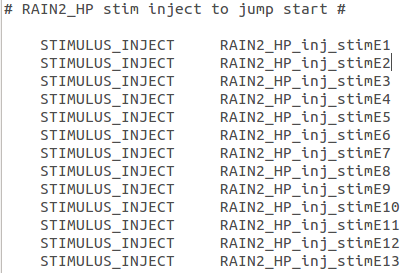 # RAIN2_HP stim inject to jump start #
STIMULUS_INJECT RAIN2_HP_inj_stimE1
STIMULUS_INJECT RAIN2_HP_inj_stimE2
STIMULUS_INJECT RAIN2_HP_inj_stimE3
STIMULUS_INJECT RAIN2_HP_inj_stimE4
STIMULUS_INJECT RAIN2_HP_inj_stimE5
STIMULUS_INJECT RAIN2_HP_inj_stimE6
STIMULUS_INJECT RAIN2_HP_inj_stimE7
STIMULUS_INJECT RAIN2_HP_inj_stimE8
STIMULUS_INJECT RAIN2_HP_inj_stimE9
STIMULUS_INJECT RAIN2_HP_inj_stimE10
STIMULUS_INJECT RAIN2_HP_inj_stimE11
STIMULUS_INJECT RAIN2_HP_inj_stimE12
STIMULUS_INJECT RAIN2_HP_inj_stimE13